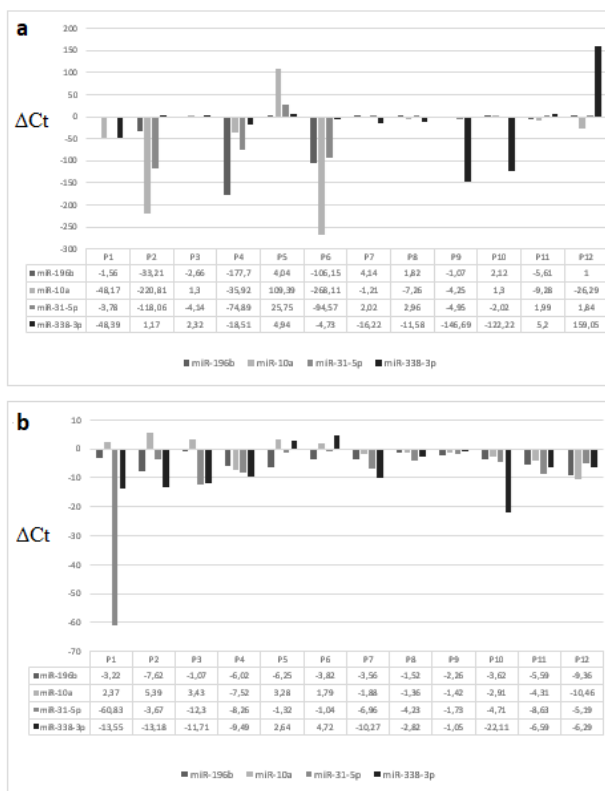 a
200
150
100
50
0
-50
-100
-150
-200
-250
-300
ΔCt
P1 P2 P3 P4 P5 P6 P7 P8 P9 P10 P11 P12
miR-196b -1,56 -33,21 -2,66 -177,7 4,04 -106,15 4,14 1,82 -1,07 2,12 -5,61 1
miR-10a -48,17 -220,81 1,3 -35,92 109,39 -268,11 -1,21 -7,26 -4,25 1,3 -9,28 -26,29
miR-31-5p -3,78 -118,06 -4,14 -74,89 25,75 -94,57 2,02 2,96 -4,95 -2,02 1,99 1,84
miR-338-3p -48,39 1,17 2,32 -18,51 4,94 -4,73 -16,22 -11,58 -146,69 -122,22 5,2 159,05
miR-196b miR-10a miR-31-5p miR-338-3p
b
10
0
-10
-20
-30
-40
-50
-60
-70
ΔCt
P1 P2 P3 P4 P5 P6 P7 P8 P9 P10 P11 P12
miR-196b -3,22 -7,62 -1,07 -6,02 -6,25 -3,82 -3,56 -1,52 -2,26 -3,62 -5,59 -9,36
miR-10a 2,37 5,39 3,43 -7,52 3,28 1,79 -1,88 -1,36 -1,42 -2,91 -4,31 -10,46
miR-31-5p -60,83 -3,67 -12,3 -8,26 -1,32 -1,04 -6,96 -4,23 -1,73 -4,71 -8,63 -5,19
miR-338-3p -13,55 -13,18 -11,71 -9,49 2,64 4,72 -10,27 -2,82 -1,05 -22,11 -6,59 -6,29
miR-196b miR-10a miR-31-5p miR-338-3p